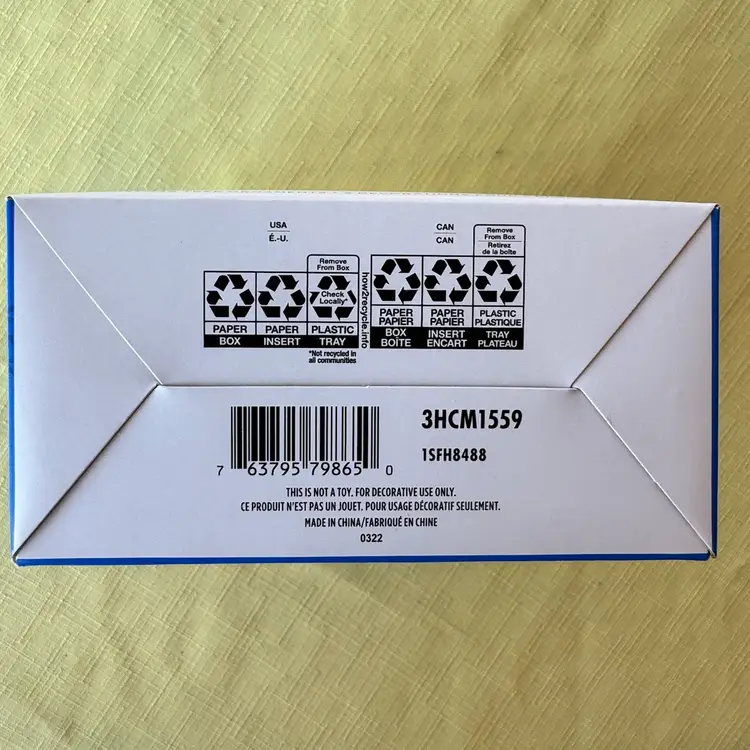 USA
É.-U.
Remove
From Box
Check
Locally*
PAPER
BOX
PAPER
INSERT
PLASTIC
TRAY
*Not recycled in
all communities
how2recycle.info
CAN
CAN
Remove
From Box
Retirez
de la boîte
PAPER
PAPIER
BOX
BOÎTE
PAPER
PAPIER
INSERT
ENCART
PLASTIC
PLASTIQUE
TRAY
PLATEAU
7 63795 79865 0
3HCM1559
1SFH8488
THIS IS NOT A TOY. FOR DECORATIVE USE ONLY.
CE PRODUIT N'EST PAS UN JOUET. POUR USAGE DÉCORATIF SEULEMENT.
MADE IN CHINA/FABRIQUÉ EN CHINE
0322